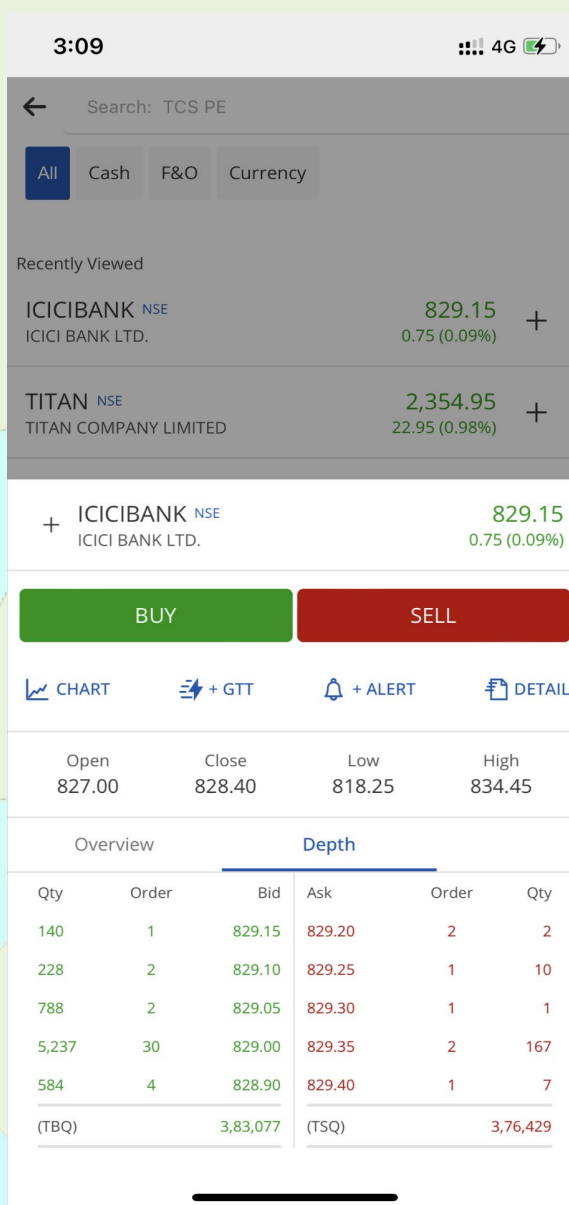 3:09 4G
Search: TCS PE
All Cash F&O Currency
Recently Viewed
ICICIBANK NSE 829.15
ICICI BANK LTD. 0.75 (0.09%)
TITAN NSE 2,354.95
TITAN COMPANY LIMITED 22.95 (0.98%)
+ ICICIBANK NSE 829.15
ICICI BANK LTD. 0.75 (0.09%)
BUY SELL
CHART + GTT + ALERT DETAIL
Open Close Low High
827.00 828.40 818.25 834.45
Overview Depth
Qty Order Bid Ask Order Qty
140 1 829.15 829.20 2 2
228 2 829.10 829.25 1 10
788 2 829.05 829.30 1 1
5,237 30 829.00 829.35 2 167
584 4 828.90 829.40 1 7
(TBQ) 3,83,077 (TSQ) 3,76,429